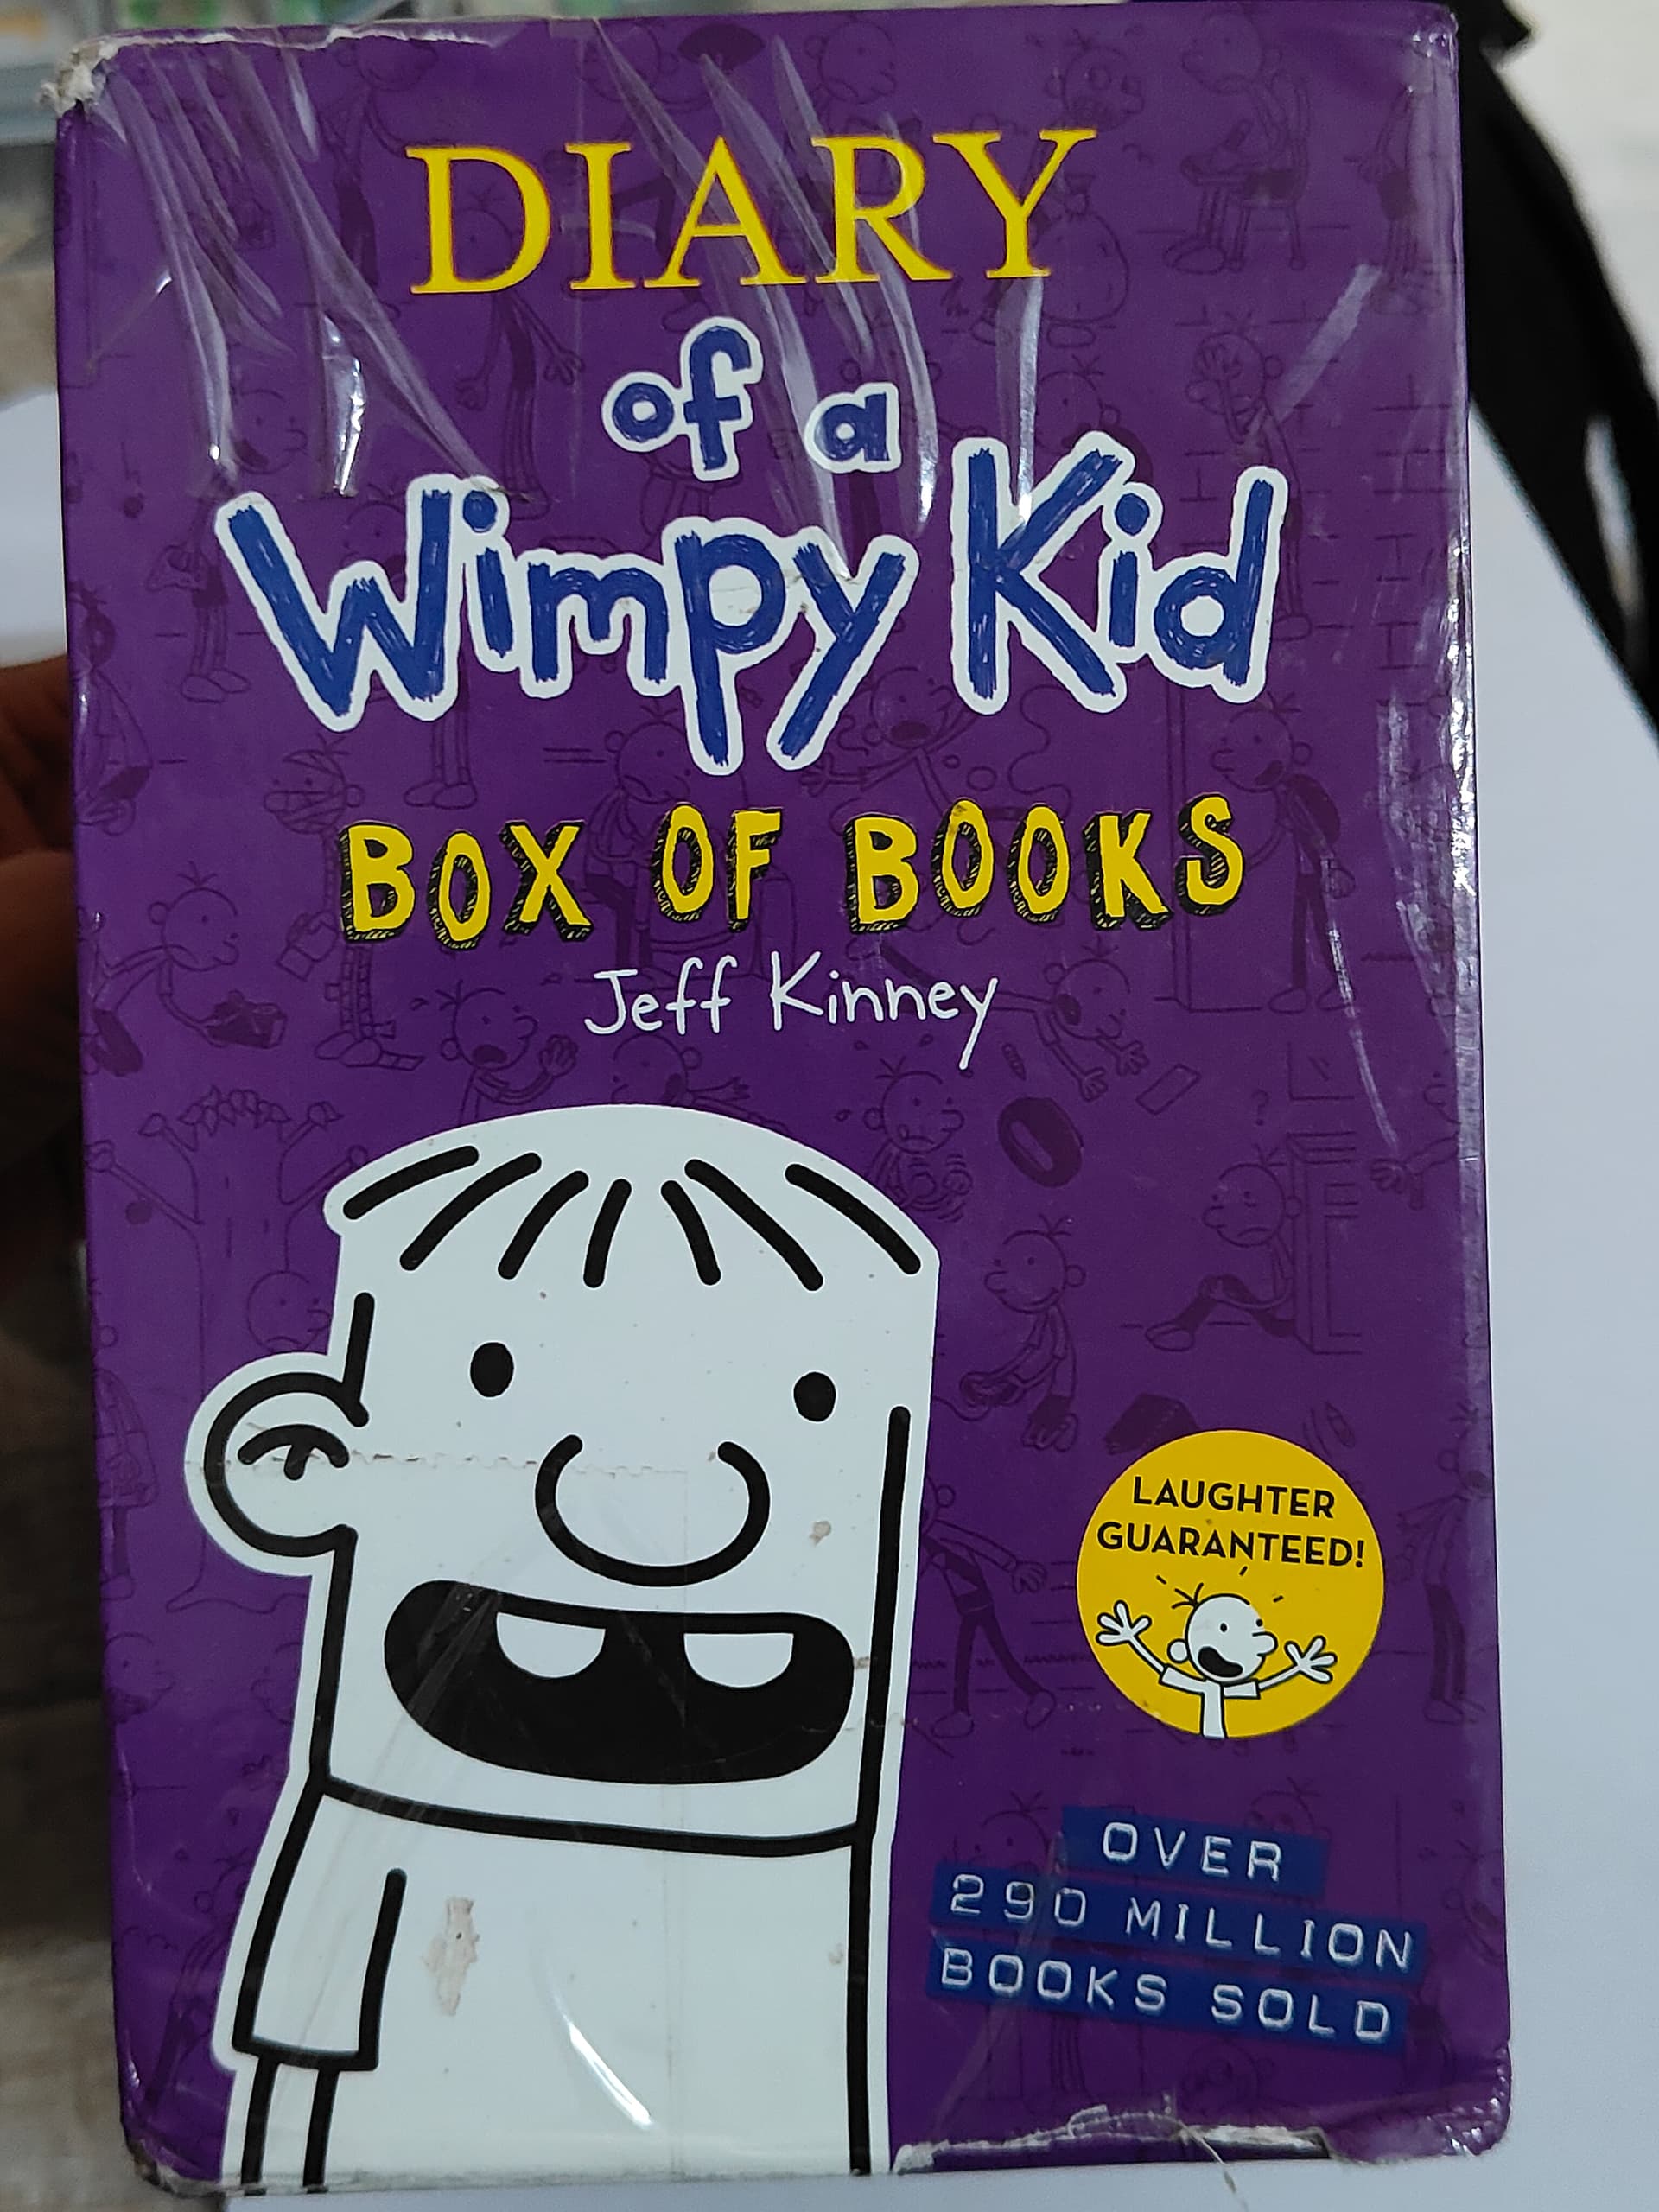 DIARY
of a
Wimpy Kid
BOX OF BOOKS
Jeff Kinney
LAUGHTER
GUARANTEED!
OVER
290 MILLION
BOOKS SOLD